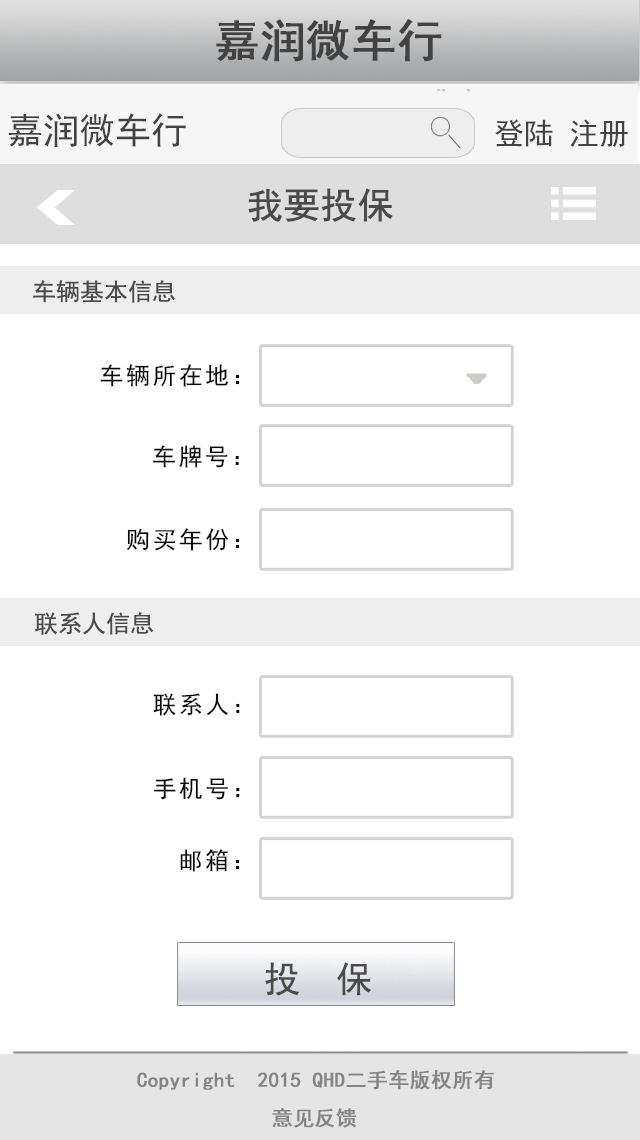 嘉润微车行
嘉润微车行 登陆 注册
我要投保
车辆基本信息
车辆所在地：
车牌号：
购买年份：
联系人信息
联系人：
手机号：
邮箱：
投 保
Copyright 2015 QHD二手车版权所有
意见反馈